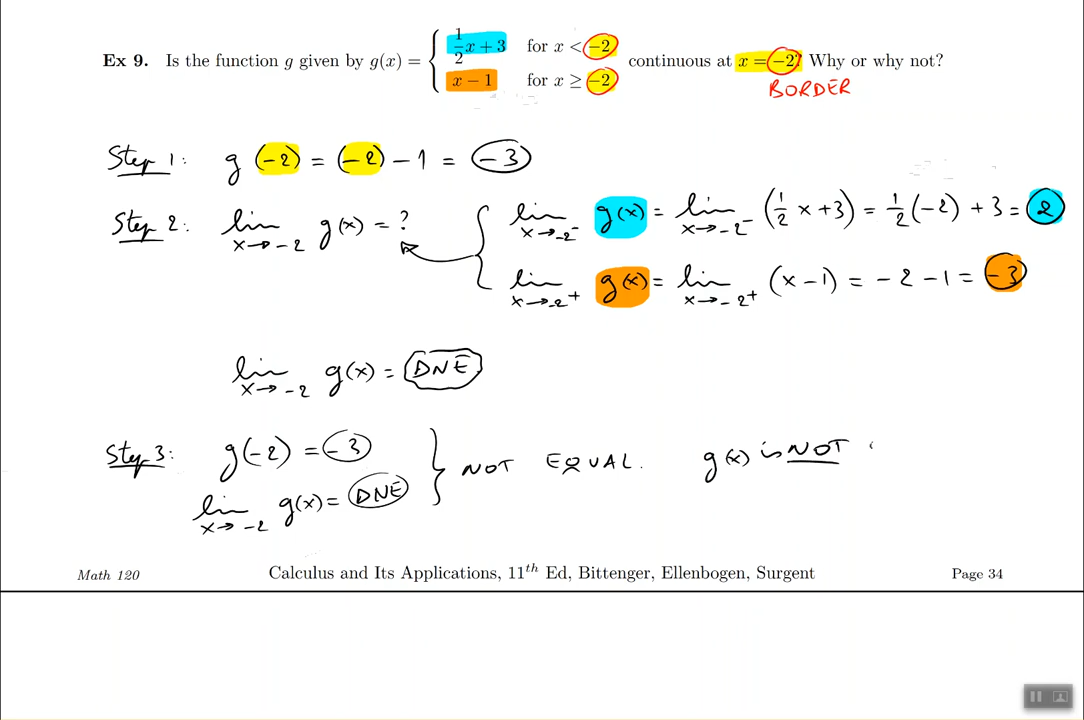 Ex 9. Is the function g given by g(x) = { 1/2 x + 3 for x < −2
x − 1 for x ≥ −2 continuous at x = −2? Why or why not?
BORDER
Step 1: g (−2) = (−2) − 1 = −3
Step 2: lim x→−2 g(x) = ? { lim x→−2⁻ g(x) = lim x→−2⁻ (1/2 x + 3) = 1/2 (−2) + 3 = 2
lim x→−2⁺ g(x) = lim x→−2⁺ (x − 1) = −2 − 1 = −3
lim x→−2 g(x) = DNE
Step 3: g(−2) = −3
lim x→−2 g(x) = DNE } NOT EQUAL. g(x) is NOT
Math 120 Calculus and Its Applications, 11th Ed, Bittenger, Ellenbogen, Surgent Page 34